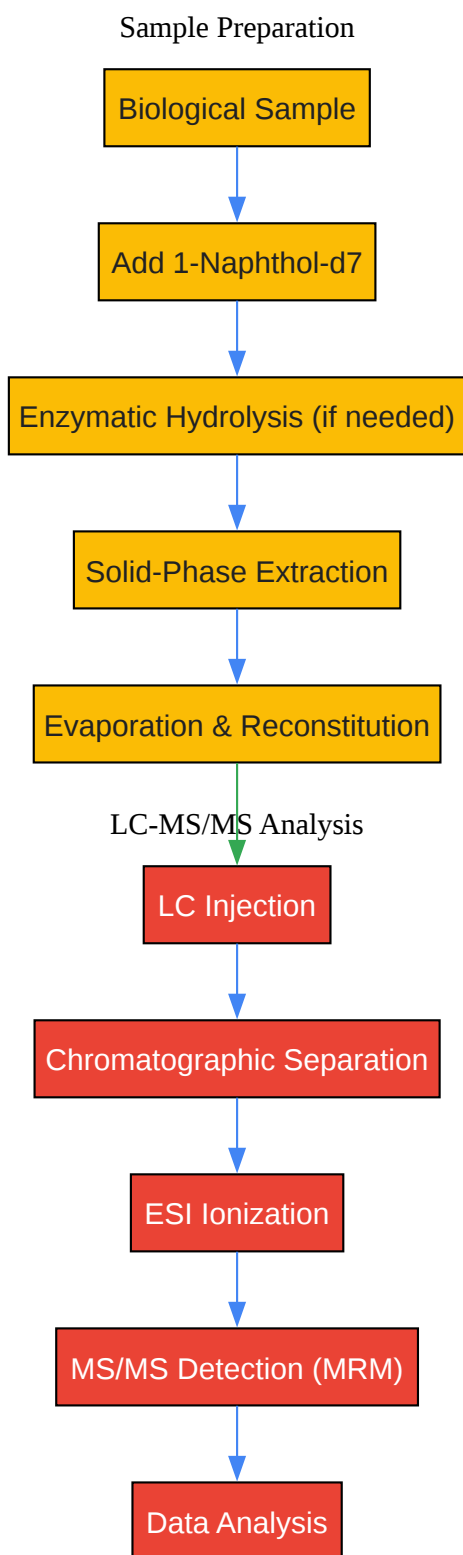 Sample Preparation
Biological Sample
Add 1-Naphthol-d7
Enzymatic Hydrolysis (if needed)
Solid-Phase Extraction
Evaporation & Reconstitution
LC-MS/MS Analysis
LC Injection
Chromatographic Separation
ESI Ionization
MS/MS Detection (MRM)
Data Analysis